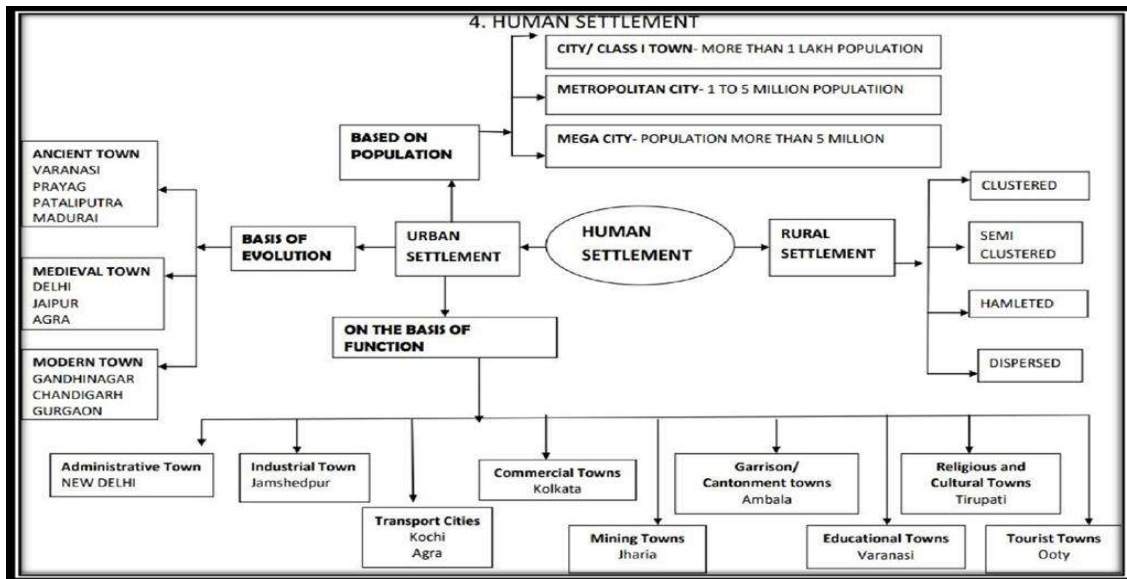 4. HUMAN SETTLEMENT
CITY/ CLASS I TOWN- MORE THAN 1 LAKH POPULATION
METROPOLITAN CITY- 1 TO 5 MILLION POPULATIION
MEGA CITY- POPULATION MORE THAN 5 MILLION
BASED ON
POPULATION
ANCIENT TOWN
VARANASI
PRAYAG
PATALIPUTRA
MADURAI
BASIS OF
EVOLUTION
URBAN
SETTLEMENT
HUMAN
SETTLEMENT
RURAL
SETTLEMENT
CLUSTERED
SEMI
CLUSTERED
HAMLETED
DISPERSED
MEDIEVAL TOWN
DELHI
JAIPUR
AGRA
ON THE BASIS OF
FUNCTION
MODERN TOWN
GANDHINAGAR
CHANDIGARH
GURGAON
Administrative Town
NEW DELHI
Industrial Town
Jamshedpur
Transport Cities
Kochi
Agra
Commercial Towns
Kolkata
Mining Towns
Jharia
Garrison/
Cantonment towns
Ambala
Educational Towns
Varanasi
Religious and
Cultural Towns
Tirupati
Tourist Towns
Ooty